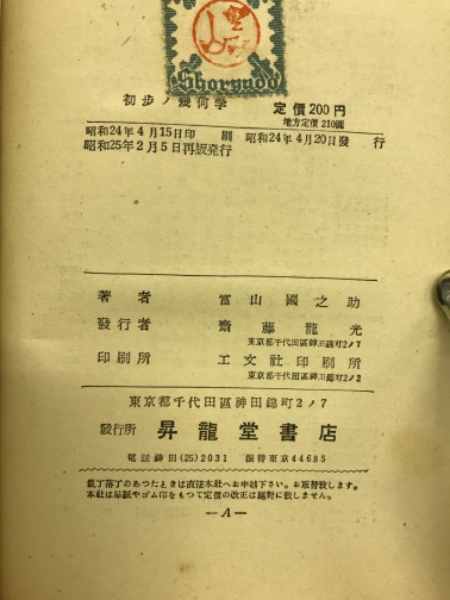 Shoryudo
初步ノ幾何學
定價200円
地方定價 210圓
昭和24年4月15日印刷 昭和24年4月20日發行
昭和25年2月5日再版発行
著者 冨山國之助
發行者 齋藤龍光
東京都千代田區神田錦町2ノ7
印刷所 工文社印刷所
東京都千代田區神田錦町2ノ2
東京都千代田區神田錦町2ノ7
發行所 昇龍堂書店
電話神田(25)2031 振替東京44685
亂丁落丁のあつたときは直接本社へお申越下さい。お取替致します。
本社は貼紙やゴム印をもつて定價の改正は絕對に致しません。
—A—